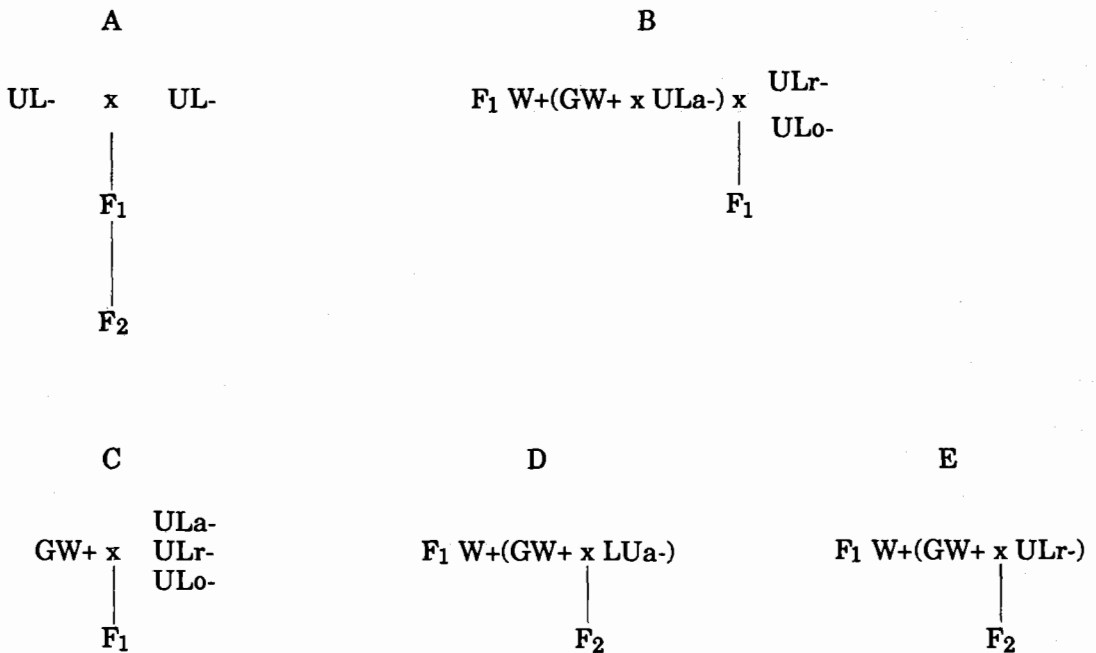 A
UL- x UL-
F1
F2
B
F1 W+(GW+ x ULa-) x
ULr-
ULo-
F1
C
GW+ x
ULa-
ULr-
ULo-
F1
D
F1 W+(GW+ x LUa-)
F2
E
F1 W+(GW+ x ULr-)
F2